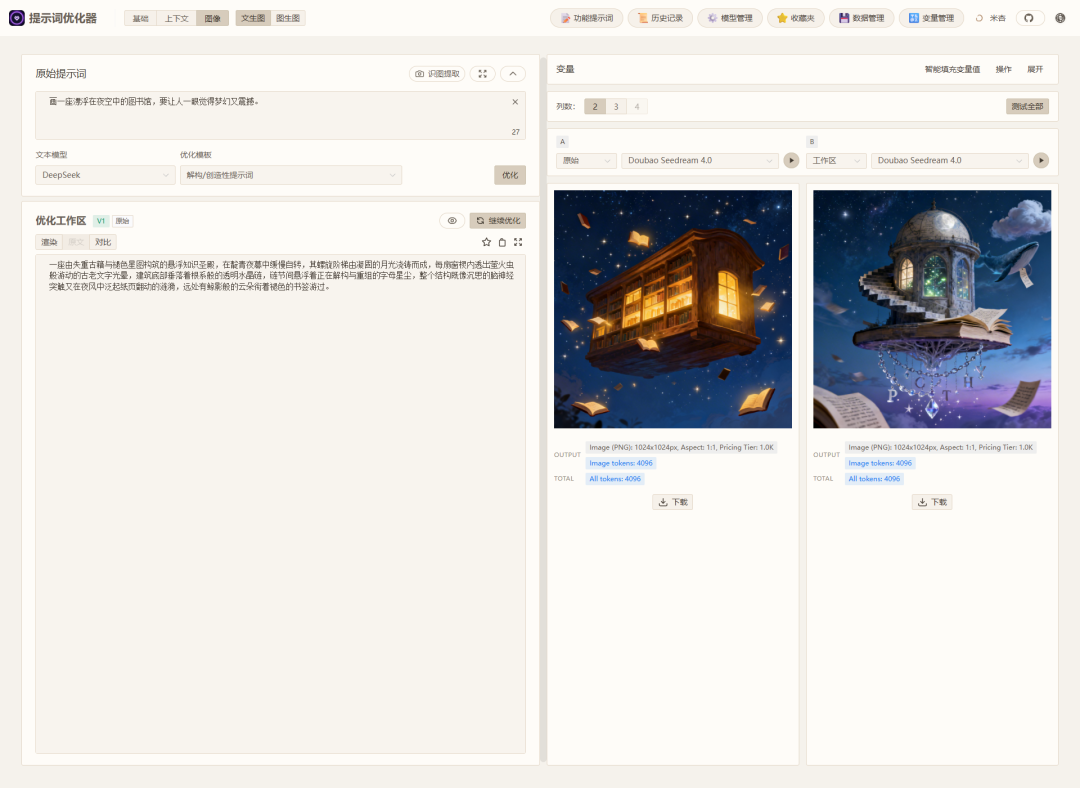 提示词优化器
基础 上下文 图像
文生图 图生图
功能提示词 历史记录 模型管理 收藏夹 数据管理 变量管理 米杏
原始提示词
识图提取
画一座漂浮在夜空中的图书馆，要让人一眼觉得梦幻又震撼。
27
文本模型 优化模板
DeepSeek 解构/创造性提示词 优化
优化工作区 V1 原始 继续优化
渲染 原文 对比
一座由失重古籍与褪色星图构筑的悬浮知识圣殿，在靛青夜幕中缓慢自转，其螺旋阶梯由凝固的月光浇铸而成，每扇窗棂内透出萤火虫
般游动的古老文字光晕，建筑底部垂落着根系般的透明水晶链，链节间悬浮着正在解构与重组的字母星尘，整个结构既像沉思的脑神经
突触又在夜风中泛起纸页翻动的涟漪，远处有鲸影般的云朵衔着褪色的书签游过。
变量 智能填充变量值 操作 展开
列数： 2 3 4 测试全部
A
原始 Doubao Seedream 4.0
B
工作区 Doubao Seedream 4.0
OUTPUT Image (PNG): 1024x1024px, Aspect: 1:1, Pricing Tier: 1.0K
Image tokens: 4096
TOTAL All tokens: 4096
下载
C H
P T
OUTPUT Image (PNG): 1024x1024px, Aspect: 1:1, Pricing Tier: 1.0K
Image tokens: 4096
TOTAL All tokens: 4096
下载